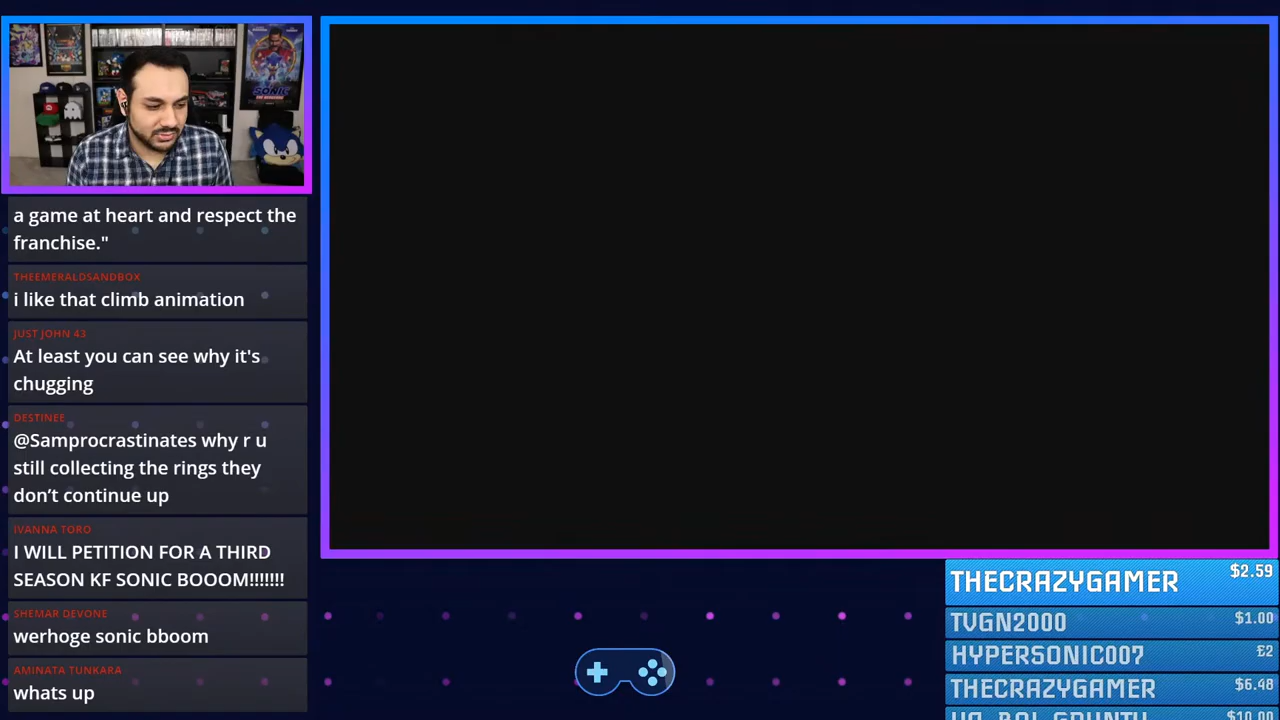 SONIC
a game at heart and respect the
franchise."
THEEMERALDSANDBOX
i like that climb animation
JUST JOHN 43
At least you can see why it's
chugging
DESTINEE
@Samprocrastinates why r u
still collecting the rings they
don't continue up
IVANNA TORO
I WILL PETITION FOR A THIRD
SEASON KF SONIC BOOOM!!!!!!!
SHEMAR DEVONE
werhoge sonic bboom
AMINATA TUNKARA
whats up
THECRAZYGAMER $2.59
TVGN2000 $1.00
HYPERSONIC007 £2
THECRAZYGAMER $6.48
$10.00